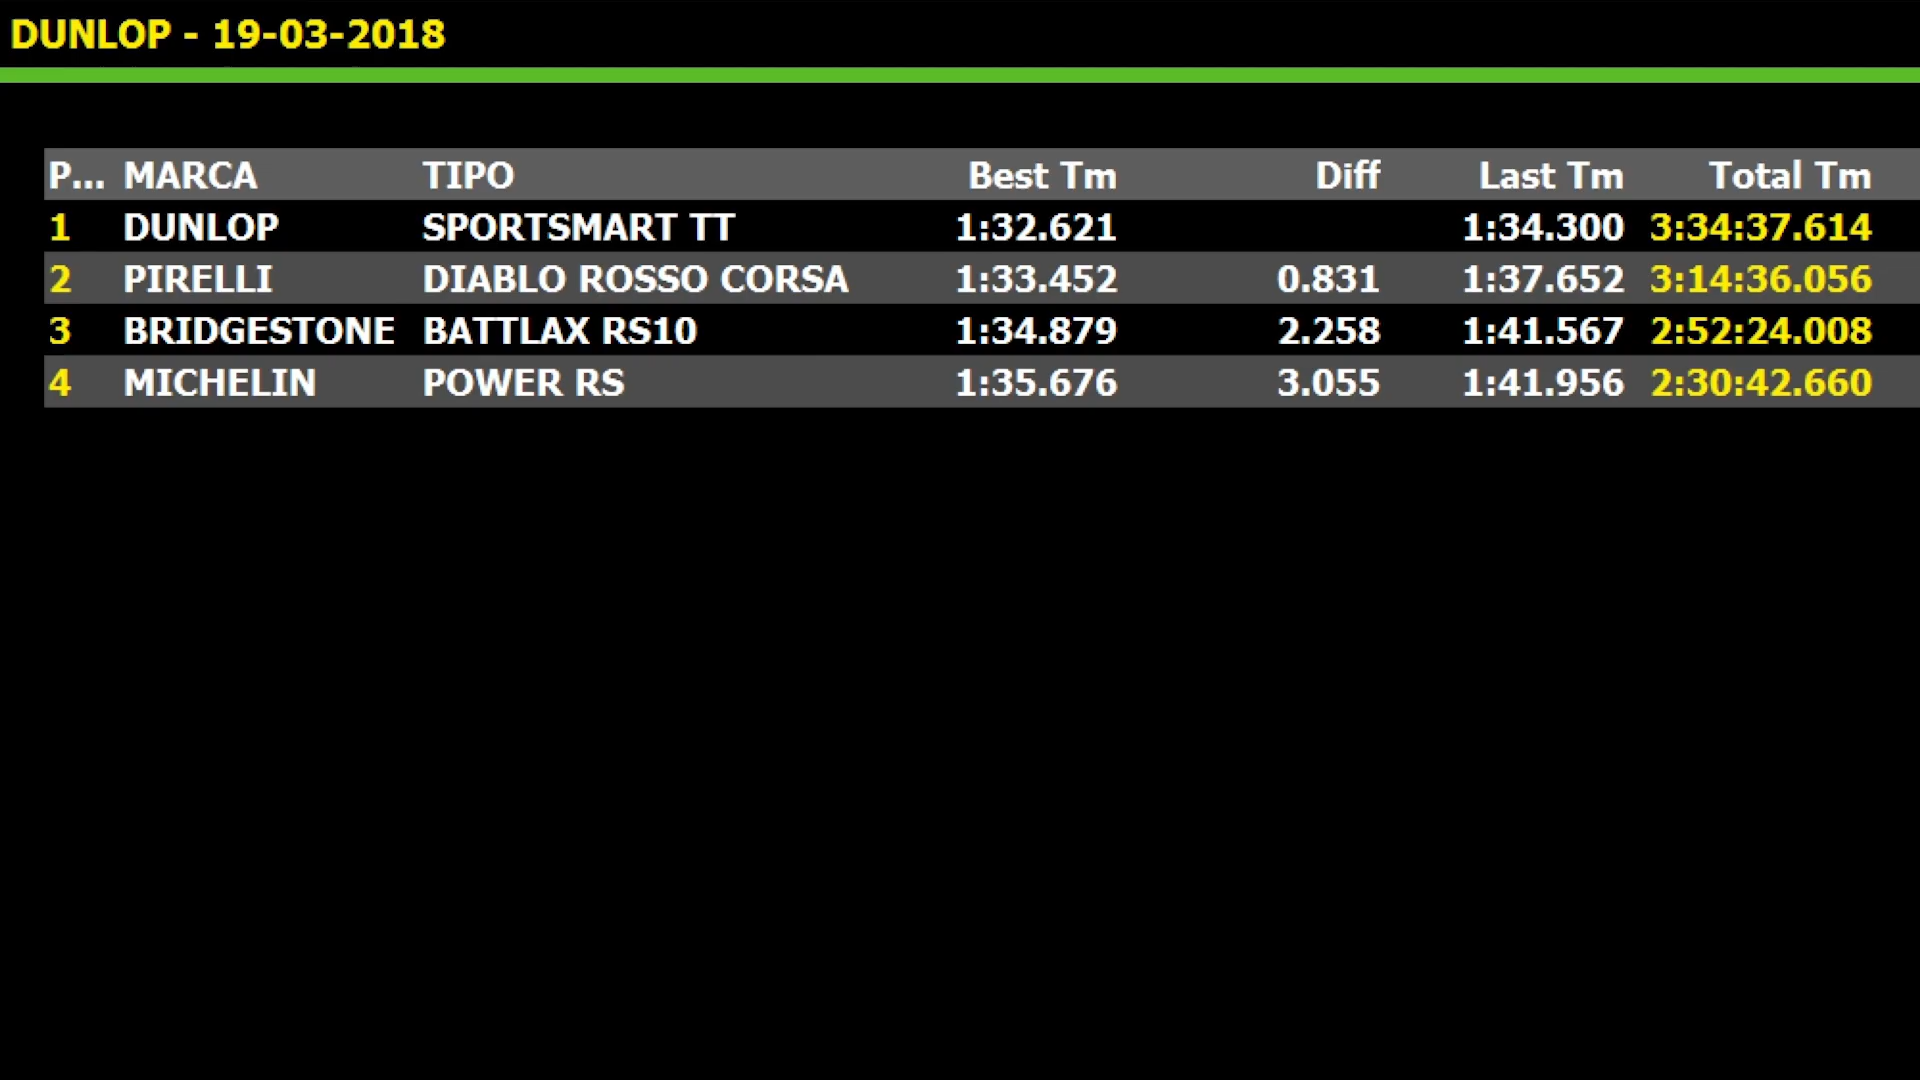 DUNLOP - 19-03-2018
P... MARCA TIPO Best Tm Diff Last Tm Total Tm
1 DUNLOP SPORTSMART TT 1:32.621 1:34.300 3:34:37.614
2 PIRELLI DIABLO ROSSO CORSA 1:33.452 0.831 1:37.652 3:14:36.056
3 BRIDGESTONE BATTLAX RS10 1:34.879 2.258 1:41.567 2:52:24.008
4 MICHELIN POWER RS 1:35.676 3.055 1:41.956 2:30:42.660